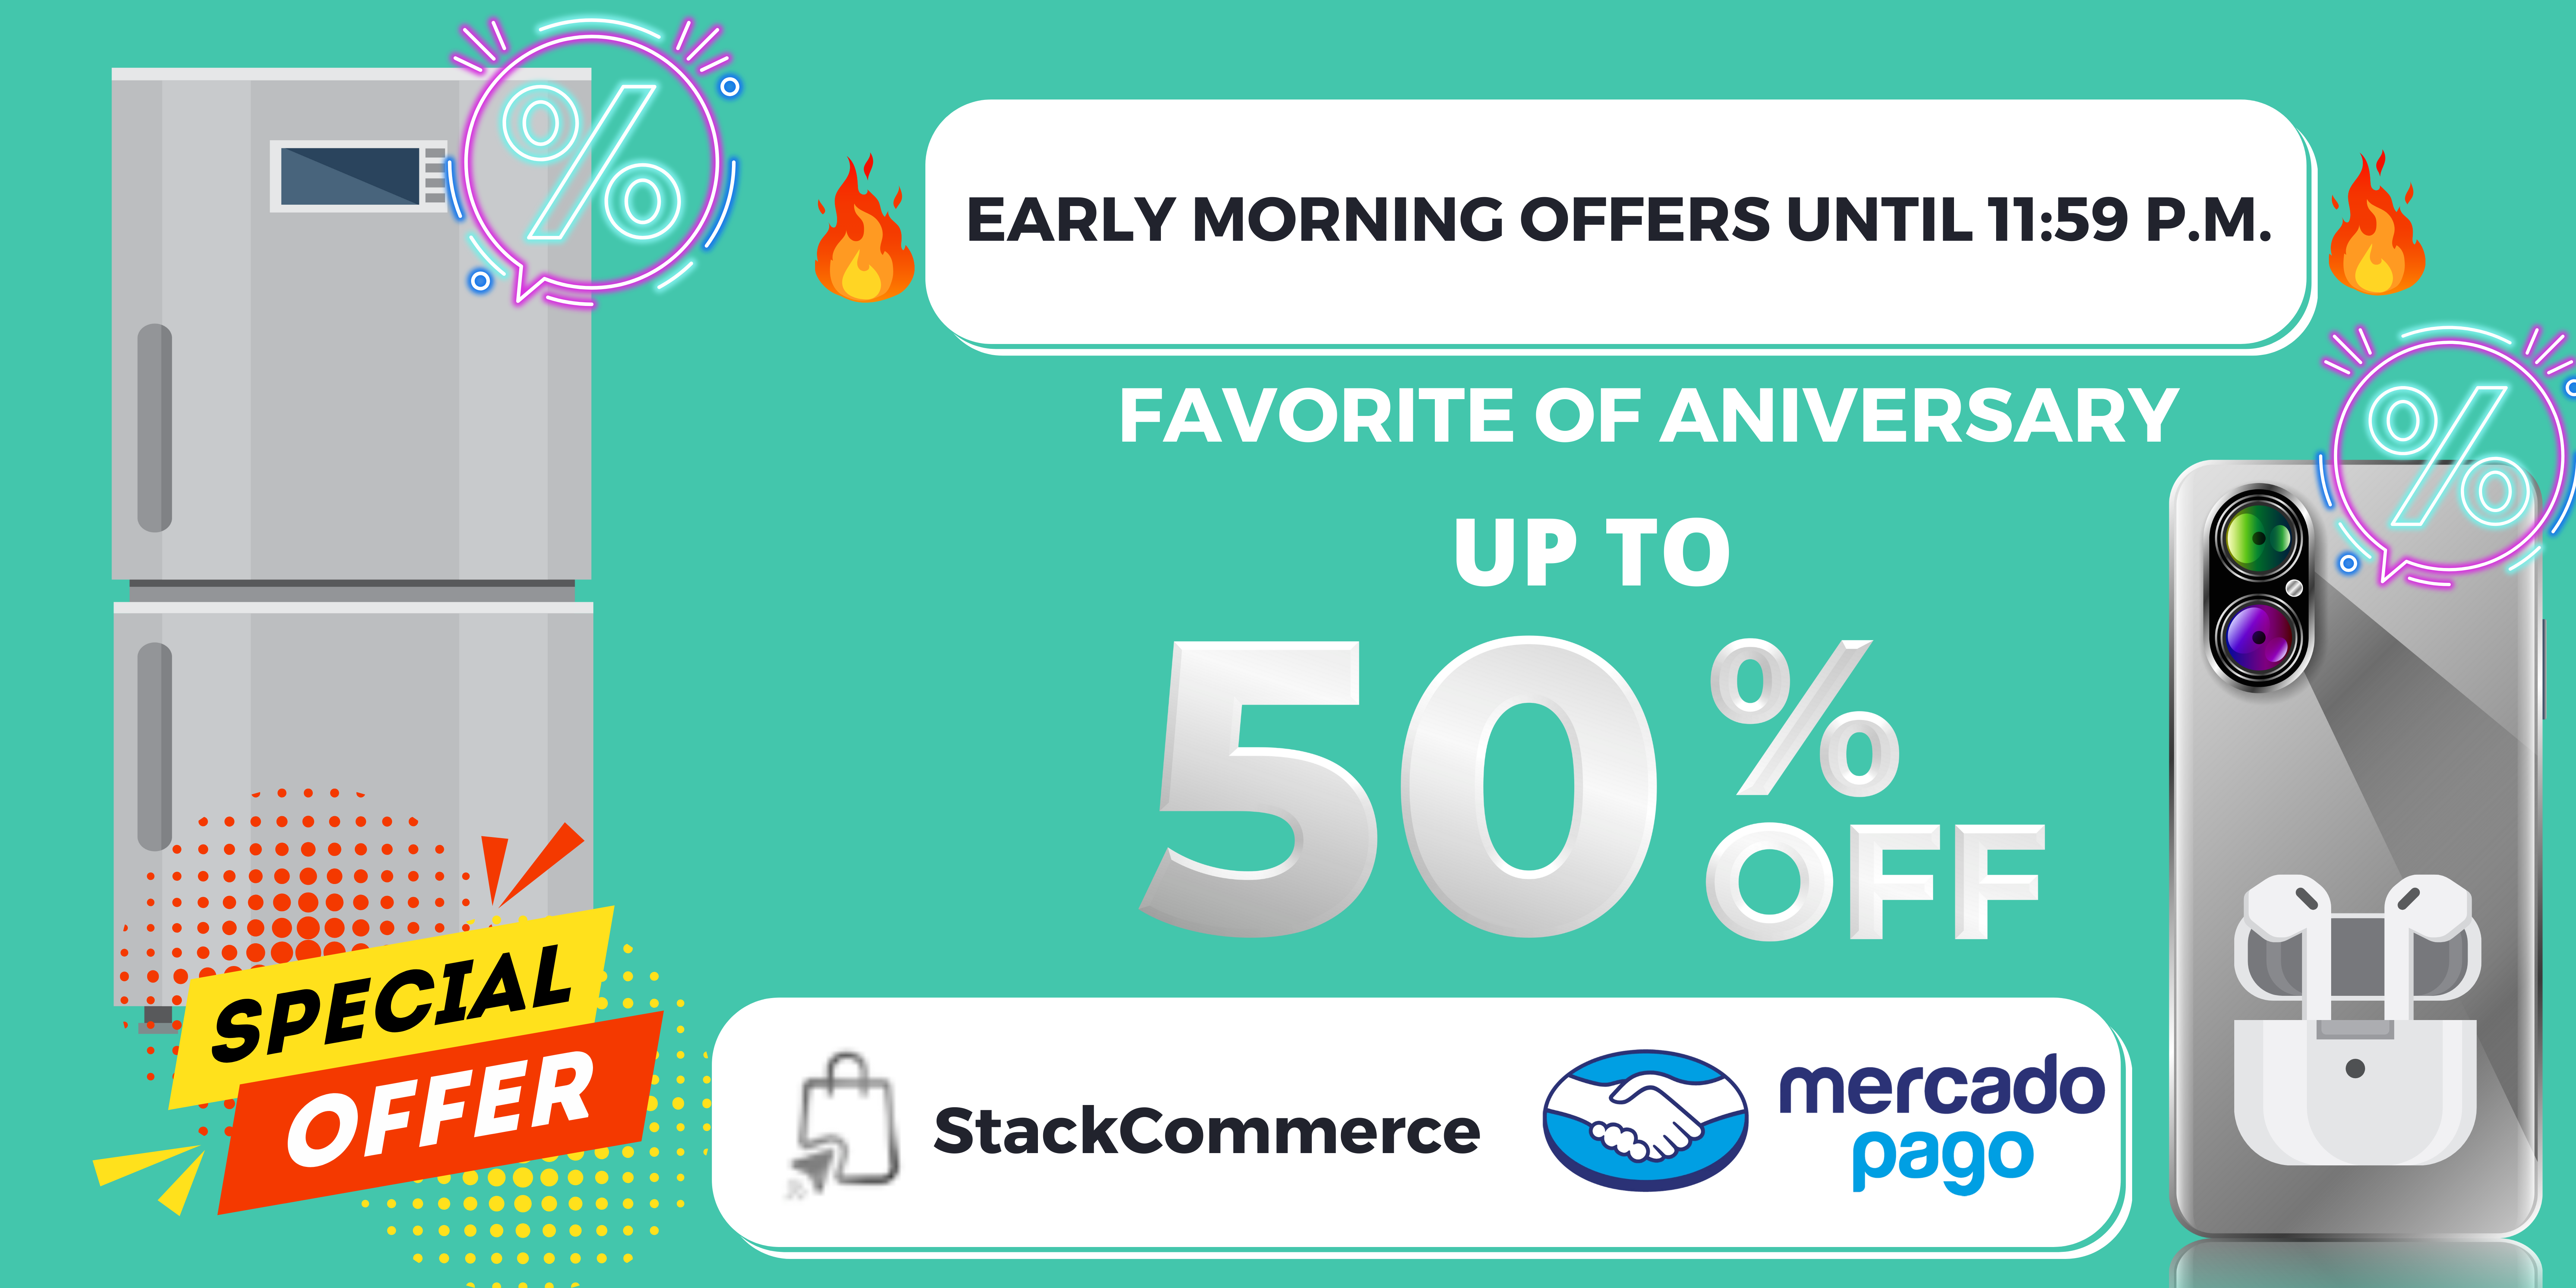 EARLY MORNING OFFERS UNTIL 11:59 P.M.
FAVORITE OF ANIVERSARY
UP TO
50%
OFF
SPECIAL
OFFER
StackCommerce
mercado
pago
%
%